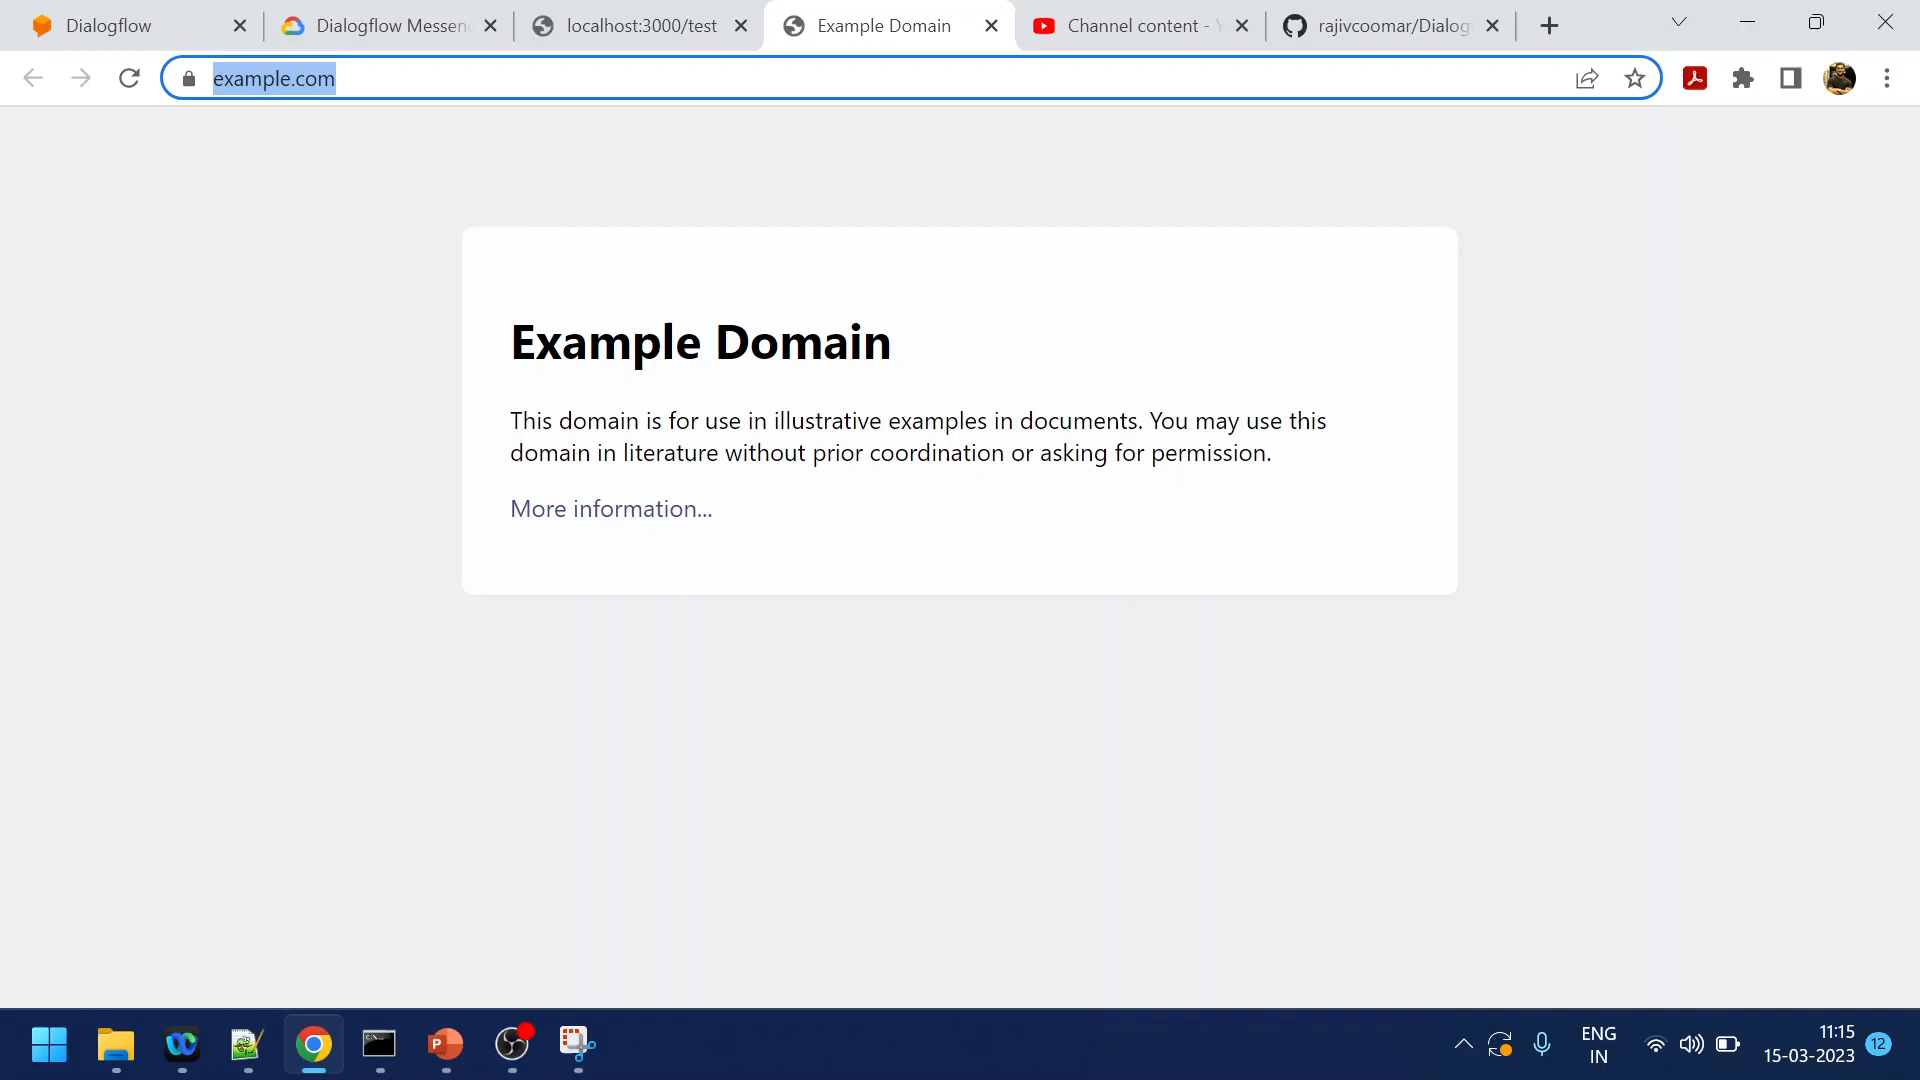 Dialogflow
Dialogflow Messen
localhost:3000/test
Example Domain
Channel content - Y
rajivcoomar/Dialog
example.com
Example Domain
This domain is for use in illustrative examples in documents. You may use this
domain in literature without prior coordination or asking for permission.
More information...
ENG
IN
11:15
15-03-2023
12